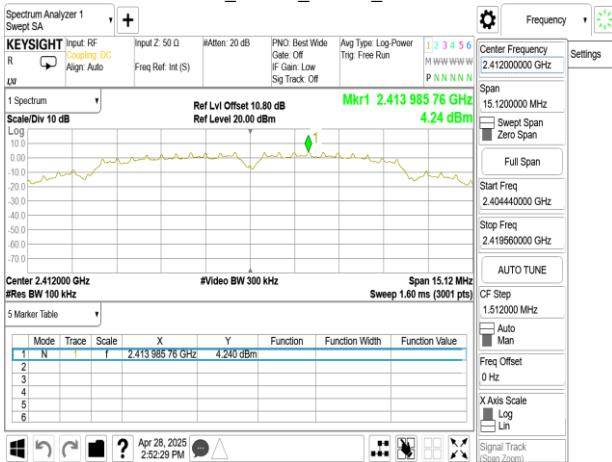 Spectrum Analyzer 1
Swept SA
Frequency
KEYSIGHT
R
Input: RF
Coupling: DC
Align: Auto
Input Z: 50 Ω
Freq Ref: Int (S)
#Atten: 20 dB
PNO: Best Wide
Gate: Off
IF Gain: Low
Sig Track: Off
Avg Type: Log-Power
Trig: Free Run
1 2 3 4 5 6
M W W W W W
P N N N N N
LXI
1 Spectrum
Scale/Div 10 dB
Ref Lvl Offset 10.80 dB
Ref Level 20.00 dBm
Mkr1 2.413 985 76 GHz
4.24 dBm
Log
10.0
0.00
-10.0
-20.0
-30.0
-40.0
-50.0
-60.0
-70.0
1
Center 2.412000 GHz
#Res BW 100 kHz
#Video BW 300 kHz
Span 15.12 MHz
Sweep 1.60 ms (3001 pts)
5 Marker Table
Mode Trace Scale X Y Function Function Width Function Value
1 N 1 f 2.413 985 76 GHz 4.240 dBm
2
3
4
5
6
Apr 28, 2025
2:52:29 PM
Center Frequency
2.412000000 GHz
Settings
Span
15.1200000 MHz
Swept Span
Zero Span
Full Span
Start Freq
2.404440000 GHz
Stop Freq
2.419560000 GHz
AUTO TUNE
CF Step
1.512000 MHz
Auto
Man
Freq Offset
0 Hz
X Axis Scale
Log
Lin
Signal Track
(Span Zoom)